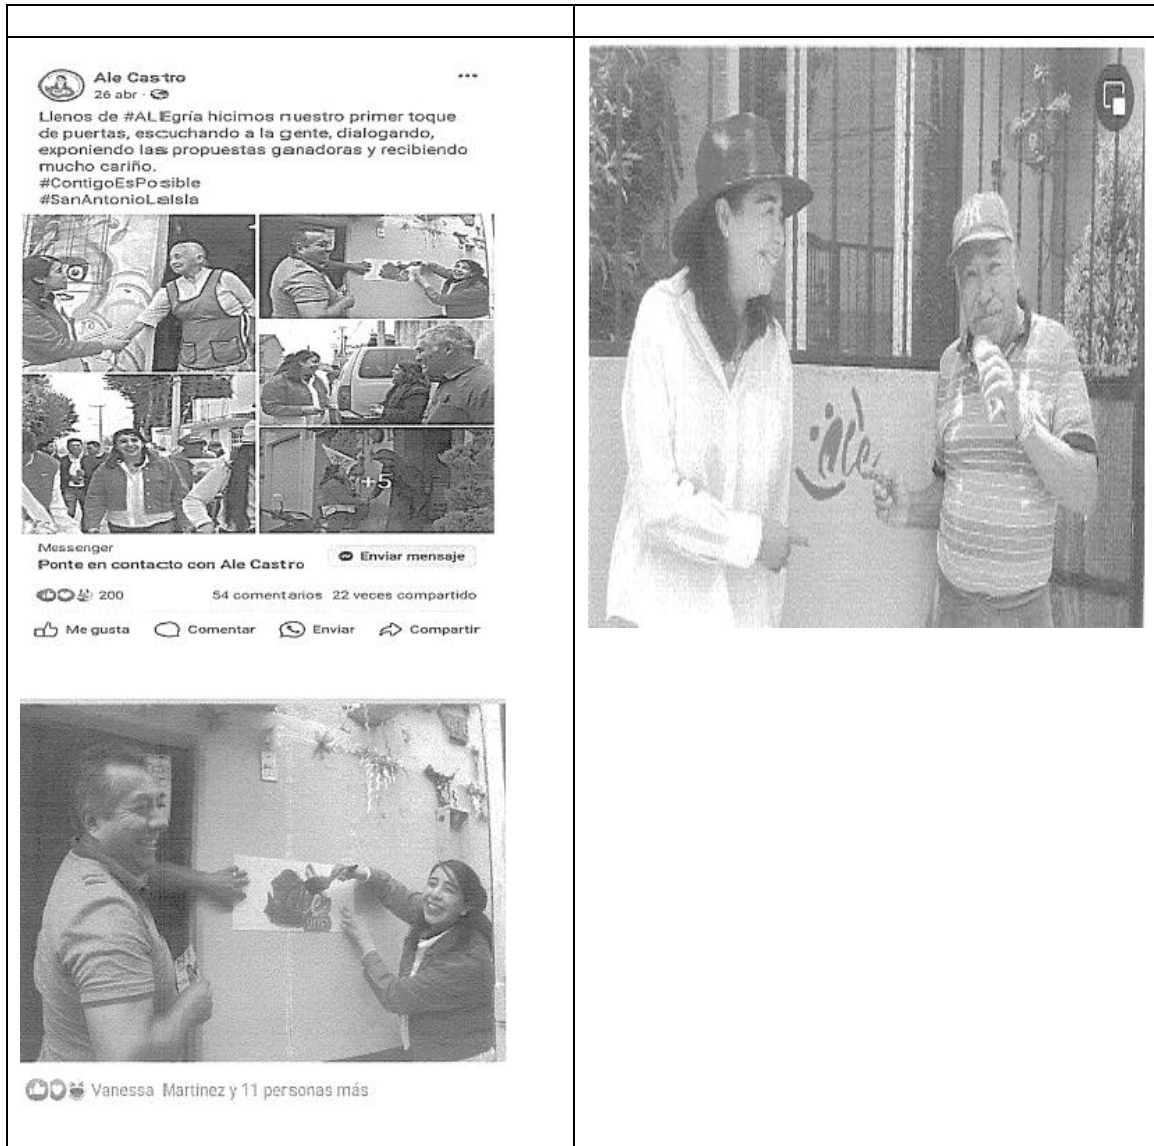 Ale Castro
26 abr ·
Llenos de #ALEgría hicimos nuestro primer toque
de puertas, escuchando a la gente, dialogando,
exponiendo las propuestas ganadoras y recibiendo
mucho cariño.
#ContigoEsPosible
#SanAntonioLaIsla
+5
Messenger
Ponte en contacto con Ale Castro
Enviar mensaje
200
54 comentarios 22 veces compartido
Me gusta Comentar Enviar Compartir
Vanessa Martinez y 11 personas más
ale